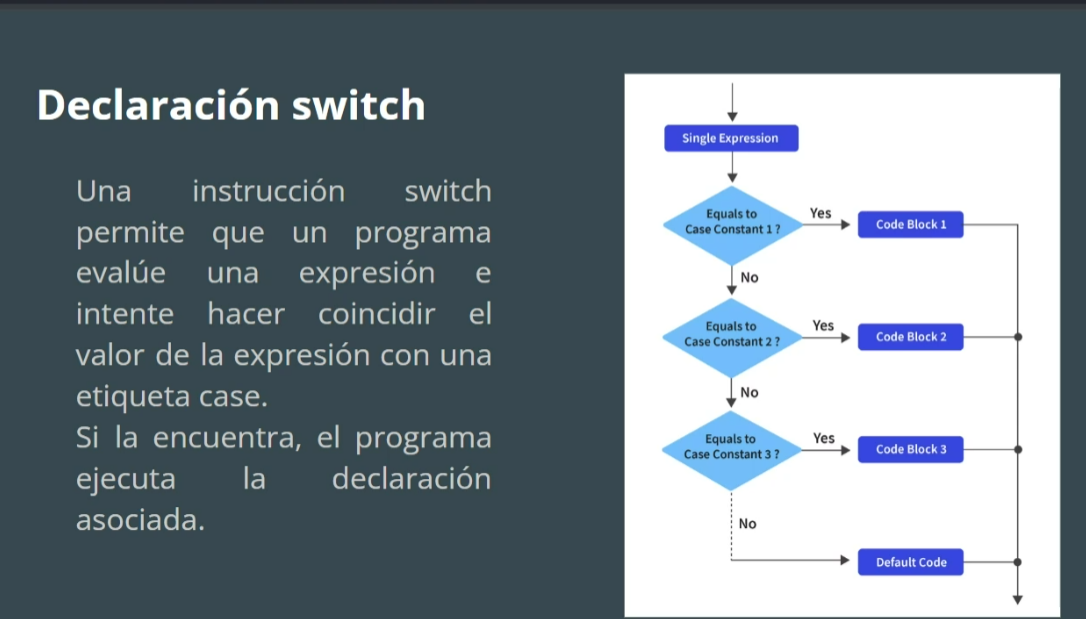 Declaración switch
Una instrucción switch
permite que un programa
evalúe una expresión e
intente hacer coincidir el
valor de la expresión con una
etiqueta case.
Si la encuentra, el programa
ejecuta la declaración
asociada.
Single Expression
Equals to
Case Constant 1 ?
Yes
Code Block 1
No
Equals to
Case Constant 2 ?
Yes
Code Block 2
No
Equals to
Case Constant 3 ?
Yes
Code Block 3
No
Default Code